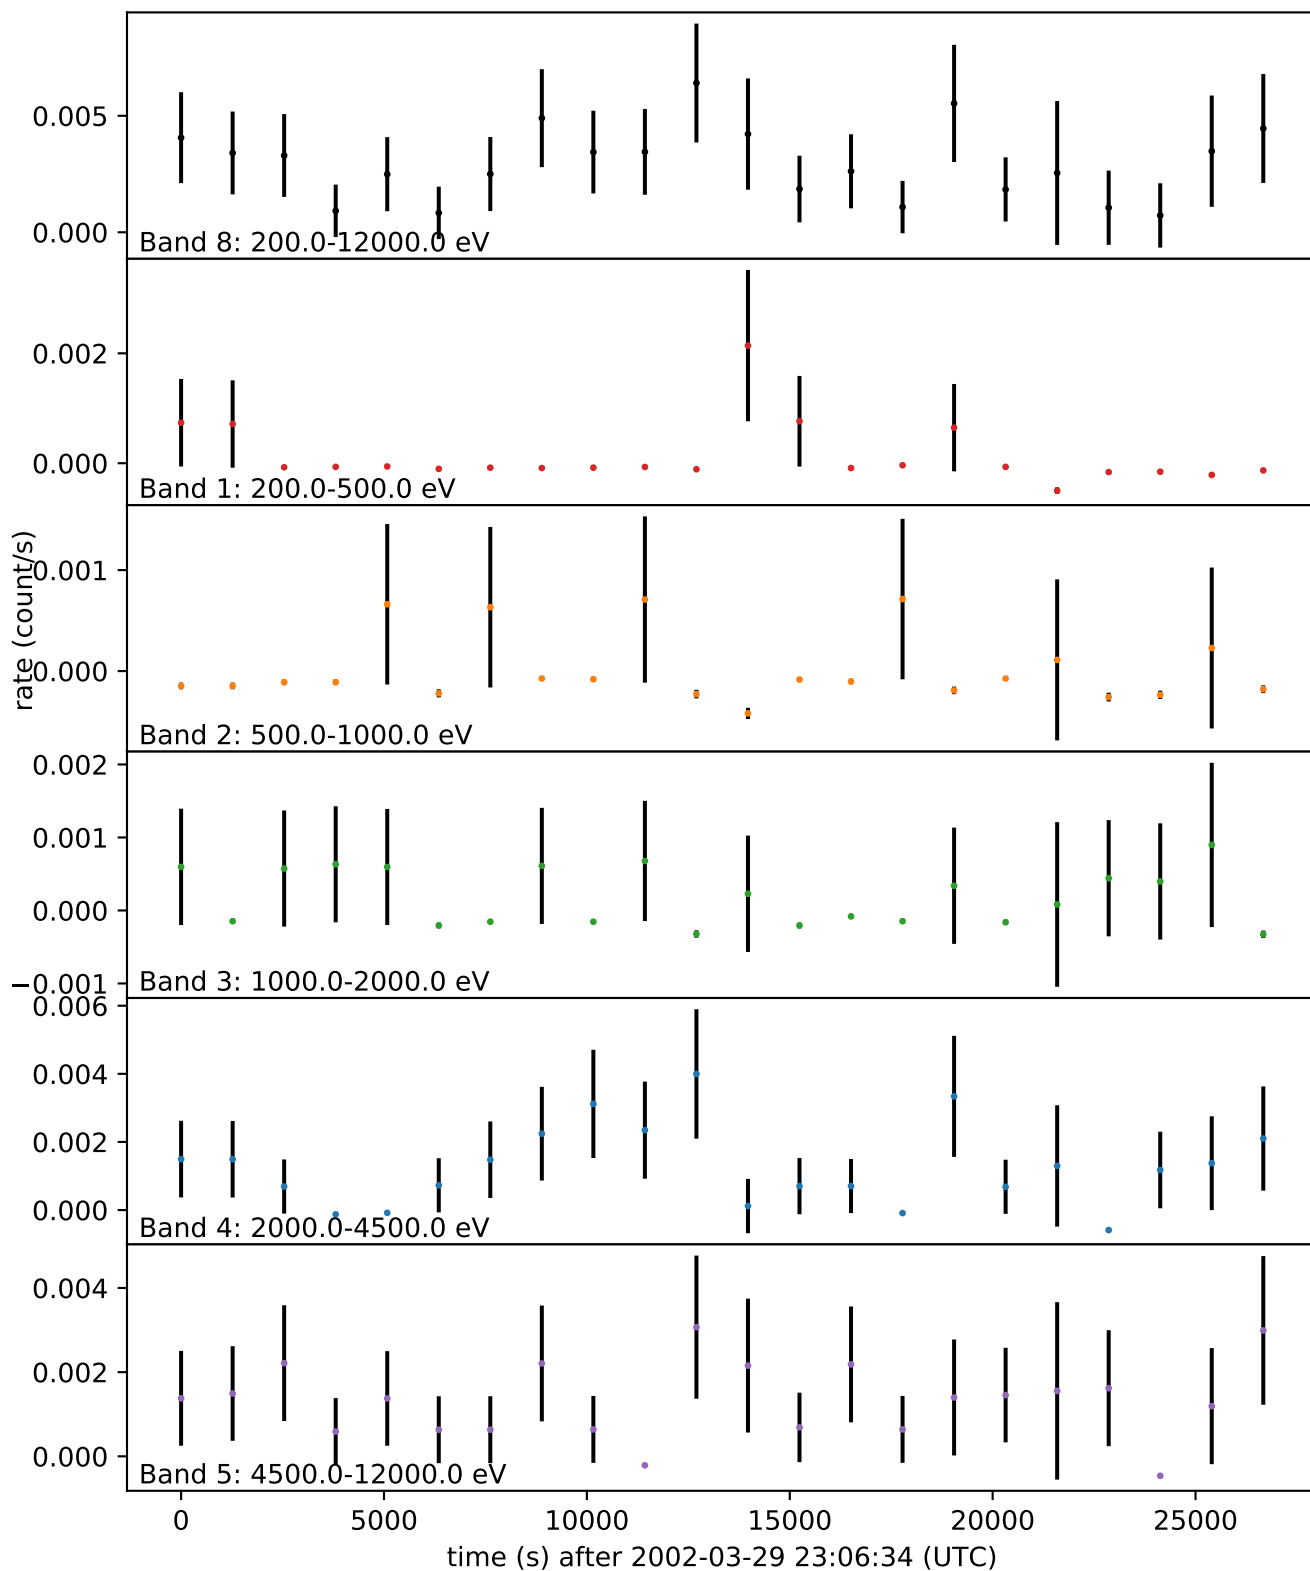 0.005
0.000
Band 8: 200.0-12000.0 eV
0.002
0.000
Band 1: 200.0-500.0 eV
rate (count/s)
0.001
0.000
Band 2: 500.0-1000.0 eV
0.002
0.001
0.000
−0.001
Band 3: 1000.0-2000.0 eV
0.006
0.004
0.002
0.000
Band 4: 2000.0-4500.0 eV
0.004
0.002
0.000
Band 5: 4500.0-12000.0 eV
0 5000 10000 15000 20000 25000
time (s) after 2002-03-29 23:06:34 (UTC)